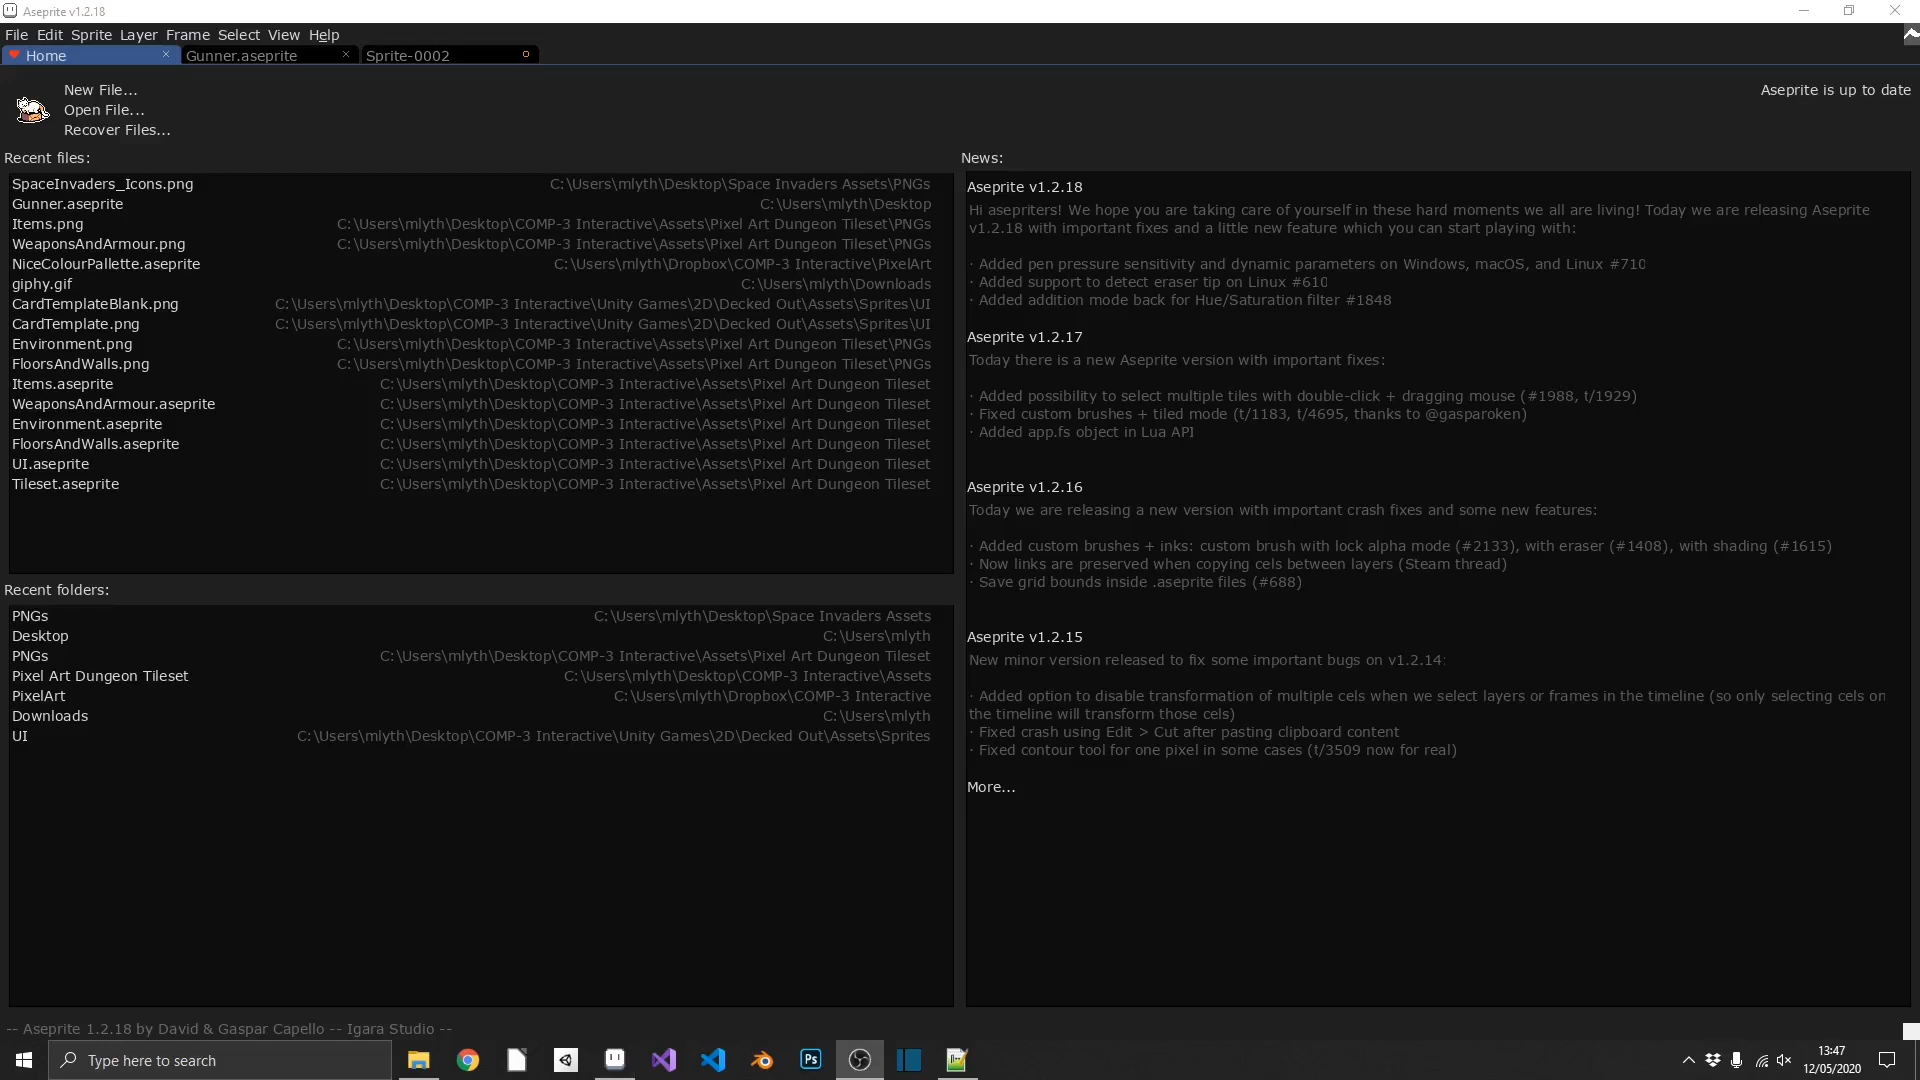 Aseprite v1.2.18
File Edit Sprite Layer Frame Select View Help
Home
Gunner.aseprite
Sprite-0002
New File...
Open File...
Recover Files...
Aseprite is up to date
Recent files:
SpaceInvaders_Icons.png C:\Users\mlyth\Desktop\Space Invaders Assets\PNGs
Gunner.aseprite C:\Users\mlyth\Desktop
Items.png C:\Users\mlyth\Desktop\COMP-3 Interactive\Assets\Pixel Art Dungeon Tileset\PNGs
WeaponsAndArmour.png C:\Users\mlyth\Desktop\COMP-3 Interactive\Assets\Pixel Art Dungeon Tileset\PNGs
NiceColourPallette.aseprite C:\Users\mlyth\Dropbox\COMP-3 Interactive\PixelArt
giphy.gif C:\Users\mlyth\Downloads
CardTemplateBlank.png C:\Users\mlyth\Desktop\COMP-3 Interactive\Unity Games\2D\Decked Out\Assets\Sprites\UI
CardTemplate.png C:\Users\mlyth\Desktop\COMP-3 Interactive\Unity Games\2D\Decked Out\Assets\Sprites\UI
Environment.png C:\Users\mlyth\Desktop\COMP-3 Interactive\Assets\Pixel Art Dungeon Tileset\PNGs
FloorsAndWalls.png C:\Users\mlyth\Desktop\COMP-3 Interactive\Assets\Pixel Art Dungeon Tileset\PNGs
Items.aseprite C:\Users\mlyth\Desktop\COMP-3 Interactive\Assets\Pixel Art Dungeon Tileset
WeaponsAndArmour.aseprite C:\Users\mlyth\Desktop\COMP-3 Interactive\Assets\Pixel Art Dungeon Tileset
Environment.aseprite C:\Users\mlyth\Desktop\COMP-3 Interactive\Assets\Pixel Art Dungeon Tileset
FloorsAndWalls.aseprite C:\Users\mlyth\Desktop\COMP-3 Interactive\Assets\Pixel Art Dungeon Tileset
UI.aseprite C:\Users\mlyth\Desktop\COMP-3 Interactive\Assets\Pixel Art Dungeon Tileset
Tileset.aseprite C:\Users\mlyth\Desktop\COMP-3 Interactive\Assets\Pixel Art Dungeon Tileset
Recent folders:
PNGs C:\Users\mlyth\Desktop\Space Invaders Assets
Desktop C:\Users\mlyth
PNGs C:\Users\mlyth\Desktop\COMP-3 Interactive\Assets\Pixel Art Dungeon Tileset
Pixel Art Dungeon Tileset C:\Users\mlyth\Desktop\COMP-3 Interactive\Assets
PixelArt C:\Users\mlyth\Dropbox\COMP-3 Interactive
Downloads C:\Users\mlyth
UI C:\Users\mlyth\Desktop\COMP-3 Interactive\Unity Games\2D\Decked Out\Assets\Sprites
News:
Aseprite v1.2.18
Hi asepriters! We hope you are taking care of yourself in these hard moments we all are living! Today we are releasing Aseprite
v1.2.18 with important fixes and a little new feature which you can start playing with:
· Added pen pressure sensitivity and dynamic parameters on Windows, macOS, and Linux #710
· Added support to detect eraser tip on Linux #610
· Added addition mode back for Hue/Saturation filter #1848
Aseprite v1.2.17
Today there is a new Aseprite version with important fixes:
· Added possibility to select multiple tiles with double-click + dragging mouse (#1988, t/1929)
· Fixed custom brushes + tiled mode (t/1183, t/4695, thanks to @gasparoken)
· Added app.fs object in Lua API
Aseprite v1.2.16
Today we are releasing a new version with important crash fixes and some new features:
· Added custom brushes + inks: custom brush with lock alpha mode (#2133), with eraser (#1408), with shading (#1615)
· Now links are preserved when copying cels between layers (Steam thread)
· Save grid bounds inside .aseprite files (#688)
Aseprite v1.2.15
New minor version released to fix some important bugs on v1.2.14:
· Added option to disable transformation of multiple cels when we select layers or frames in the timeline (so only selecting cels on
the timeline will transform those cels)
· Fixed crash using Edit > Cut after pasting clipboard content
· Fixed contour tool for one pixel in some cases (t/3509 now for real)
More...
-- Aseprite 1.2.18 by David & Gaspar Capello -- Igara Studio --
Type here to search
Ps
13:47
12/05/2020